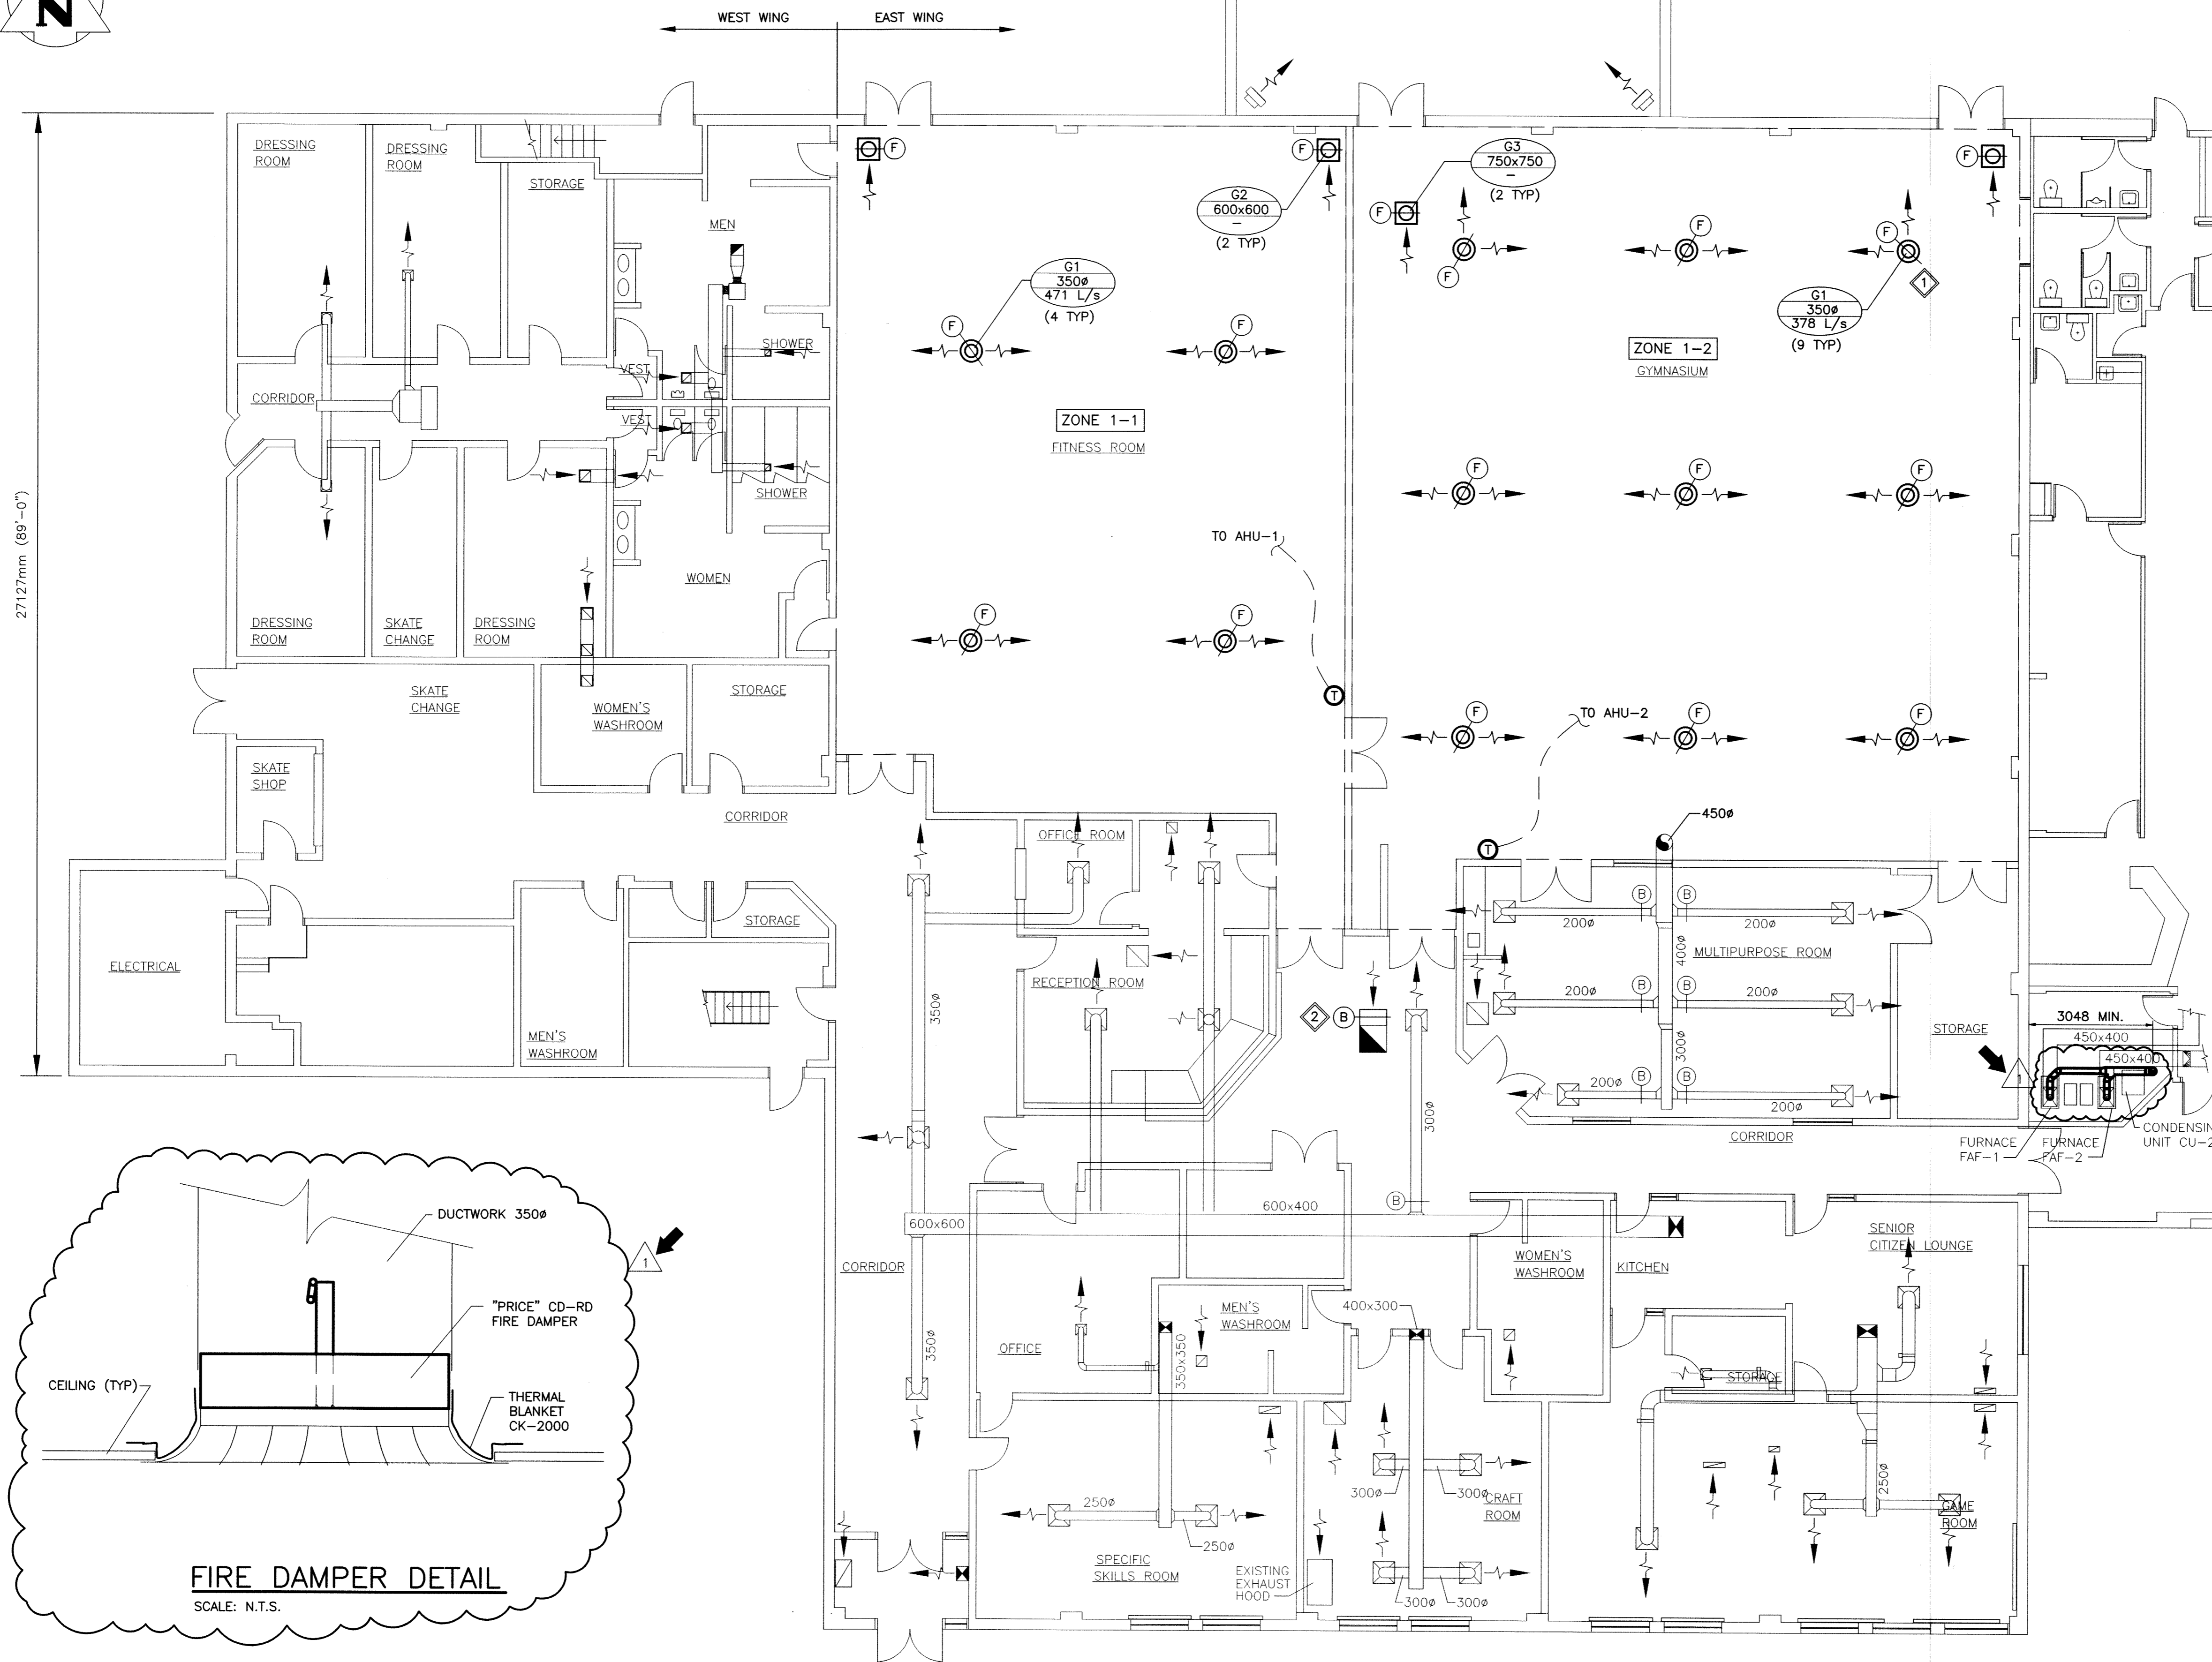 N
WEST WING
EAST WING
DRESSING
ROOM
DRESSING
ROOM
STORAGE
MEN
SHOWER
VEST
VEST
CORRIDOR
SHOWER
WOMEN
DRESSING
ROOM
SKATE
CHANGE
DRESSING
ROOM
27127mm (89'-0")
SKATE
CHANGE
WOMEN'S
WASHROOM
STORAGE
SKATE
SHOP
CORRIDOR
ELECTRICAL
MEN'S
WASHROOM
STORAGE
F
F
G2
600x600
–
(2 TYP)
G1
350ø
471 L/s
(4 TYP)
F
F
ZONE 1-1
FITNESS ROOM
TO AHU-1
F
F
T
G3
750x750
–
(2 TYP)
F
F
F
F
F
G1
350ø
378 L/s
(9 TYP)
1
ZONE 1-2
GYMNASIUM
F
F
F
F
F
F
TO AHU-2
T
450ø
OFFICE ROOM
RECEPTION ROOM
350ø
2
B
300ø
B
B
B
200ø
200ø
400ø
MULTIPURPOSE ROOM
B
B
200ø
200ø
300ø
B
B
200ø
200ø
STORAGE
CORRIDOR
3048 MIN.
450x400
450x400
1
FURNACE
FAF-1
FURNACE
FAF-2
CONDENSIN
UNIT CU-2
600x600
600x400
CORRIDOR
350ø
OFFICE
MEN'S
WASHROOM
350x350
400x300
WOMEN'S
WASHROOM
KITCHEN
SENIOR
CITIZEN LOUNGE
STORAGE
250ø
250ø
SPECIFIC
SKILLS ROOM
EXISTING
EXHAUST
HOOD
300ø
300ø
CRAFT
ROOM
300ø
300ø
250ø
GAME
ROOM
DUCTWORK 350ø
1
"PRICE" CD-RD
FIRE DAMPER
CEILING (TYP)
THERMAL
BLANKET
CK-2000
FIRE DAMPER DETAIL
SCALE: N.T.S.